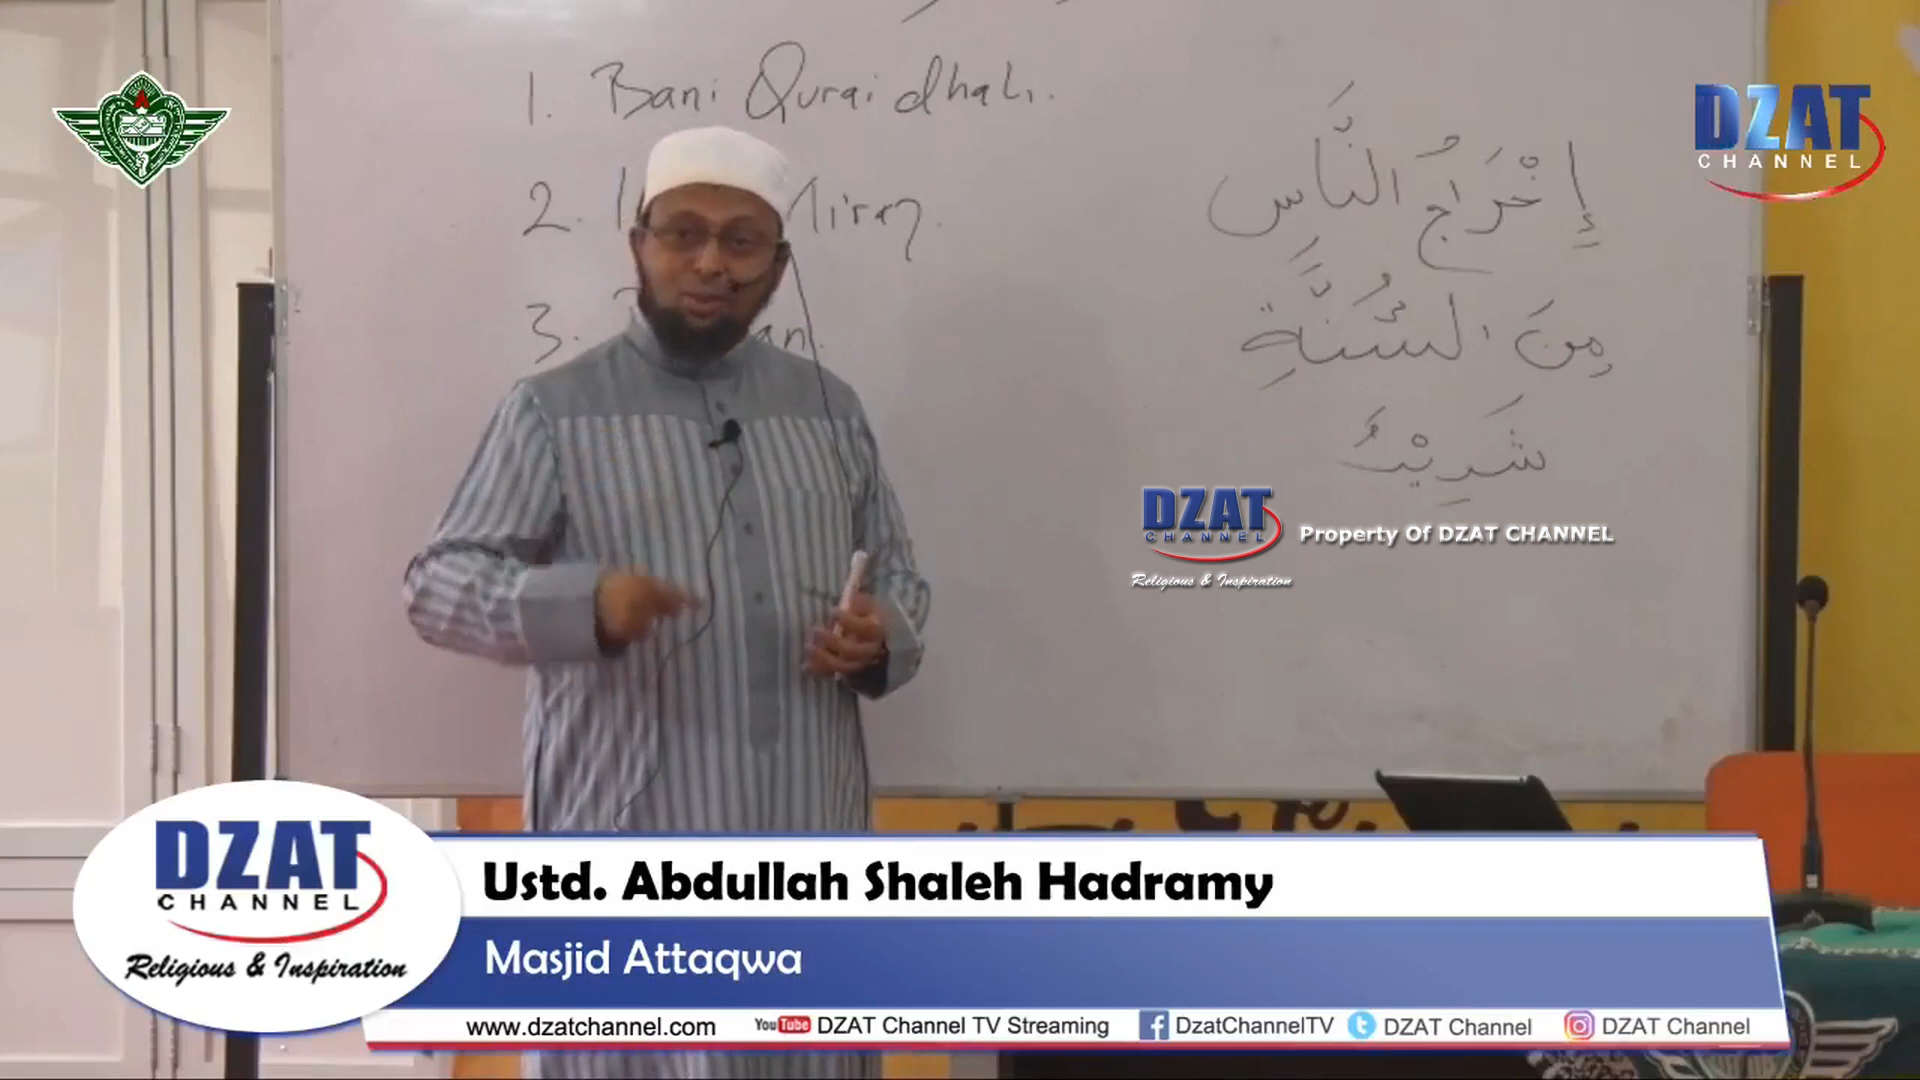 1. Bani Quraidhah.
2.
3.
إِخْرَاجُ النَّاسِ
مِنَ السُّنَّةِ
شَدِيْدٌ
DZAT
CHANNEL
DZAT
CHANNEL
Religious & Inspiration
Property Of DZAT CHANNEL
DZAT
CHANNEL
Religious & Inspiration
Ustd. Abdullah Shaleh Hadramy
Masjid Attaqwa
www.dzatchannel.com YouTube DZAT Channel TV Streaming DzatChannelTV DZAT Channel DZAT Channel